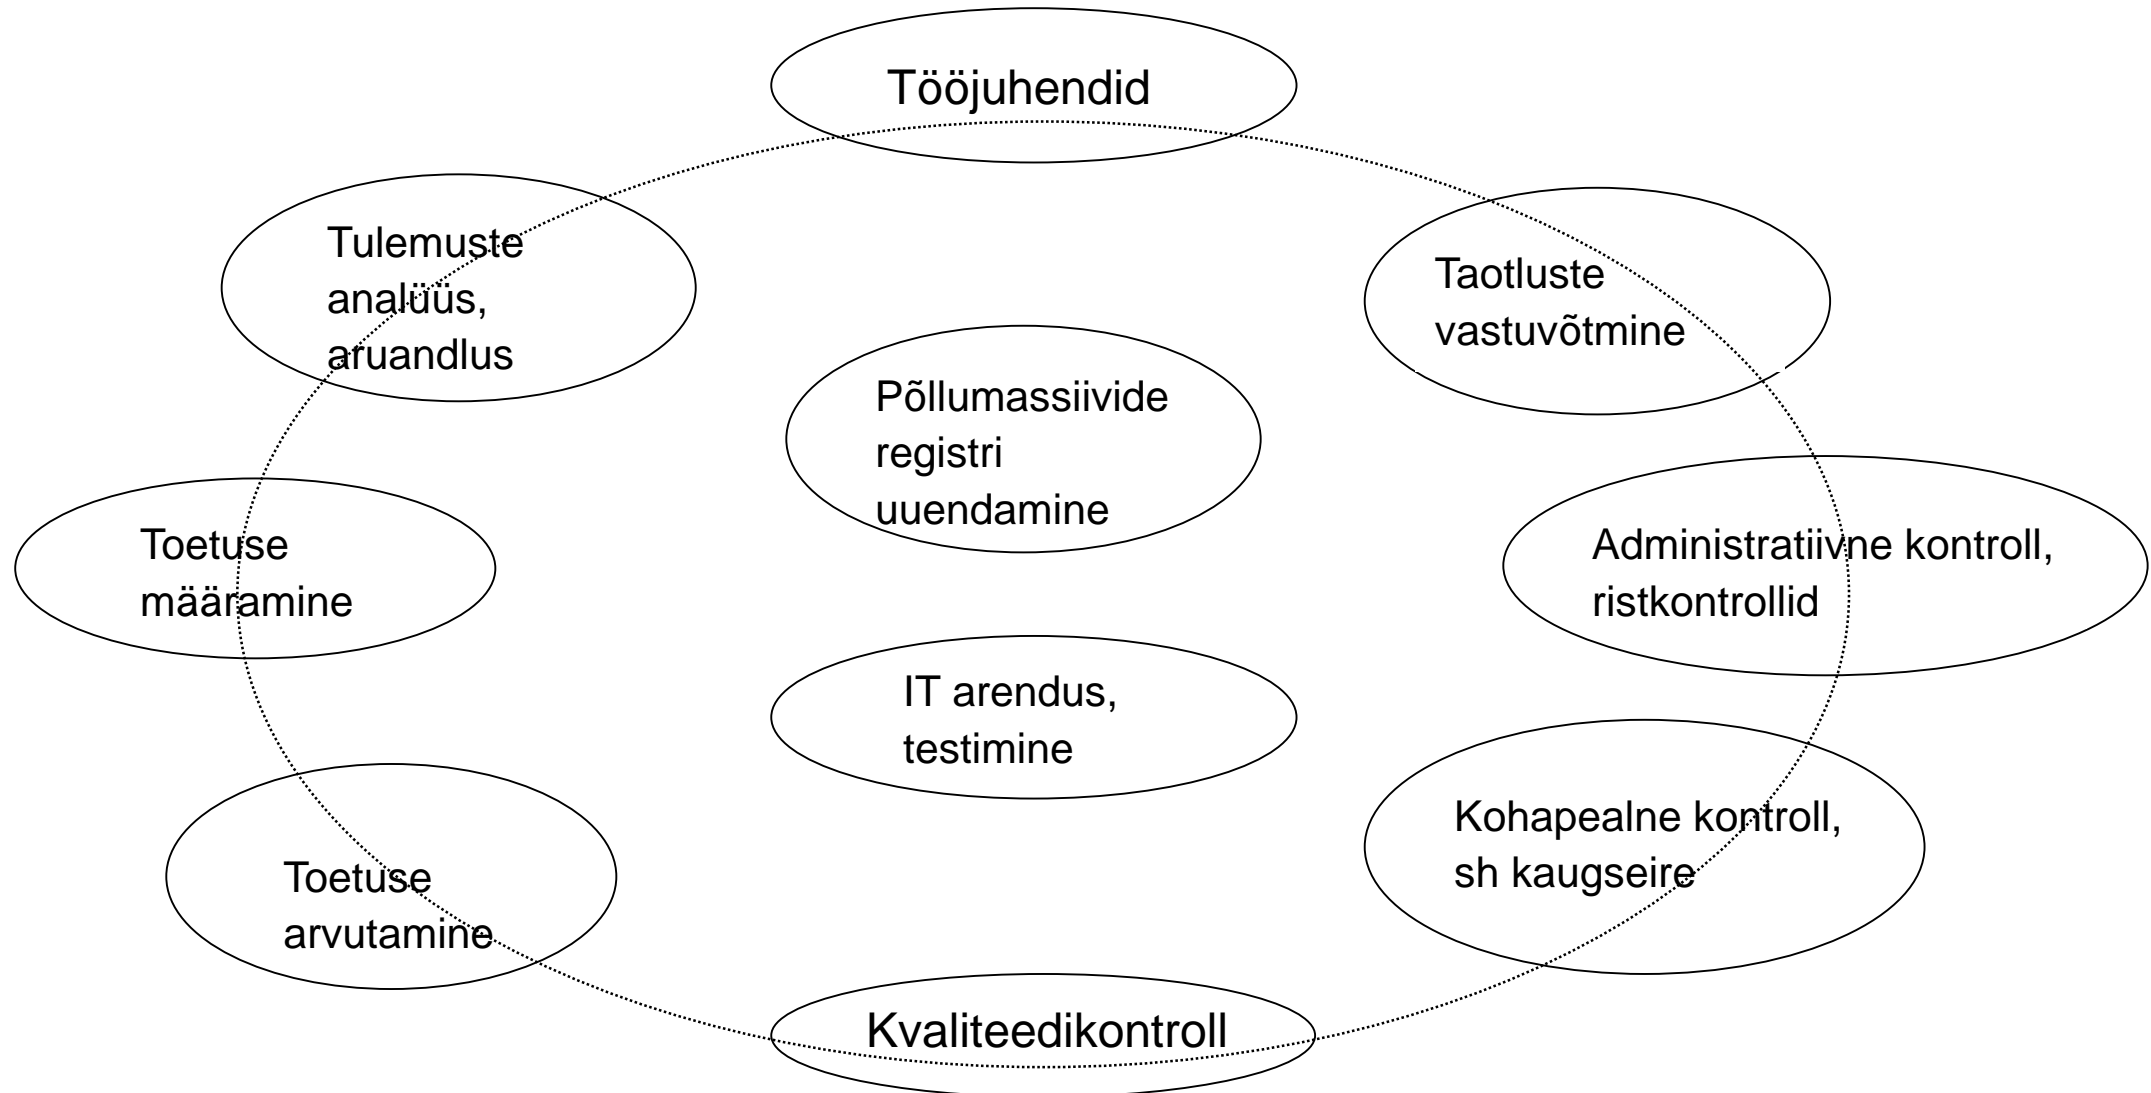 Tööjuhendid
Tulemuste
analüüs,
aruandlus
Taotluste
vastuvõtmine
Põllumassiivide
registri
uuendamine
Toetuse
määramine
Administratiivne kontroll,
ristkontrollid
IT arendus,
testimine
Kohapealne kontroll,
sh kaugseire
Toetuse
arvutamine
Kvaliteedikontroll